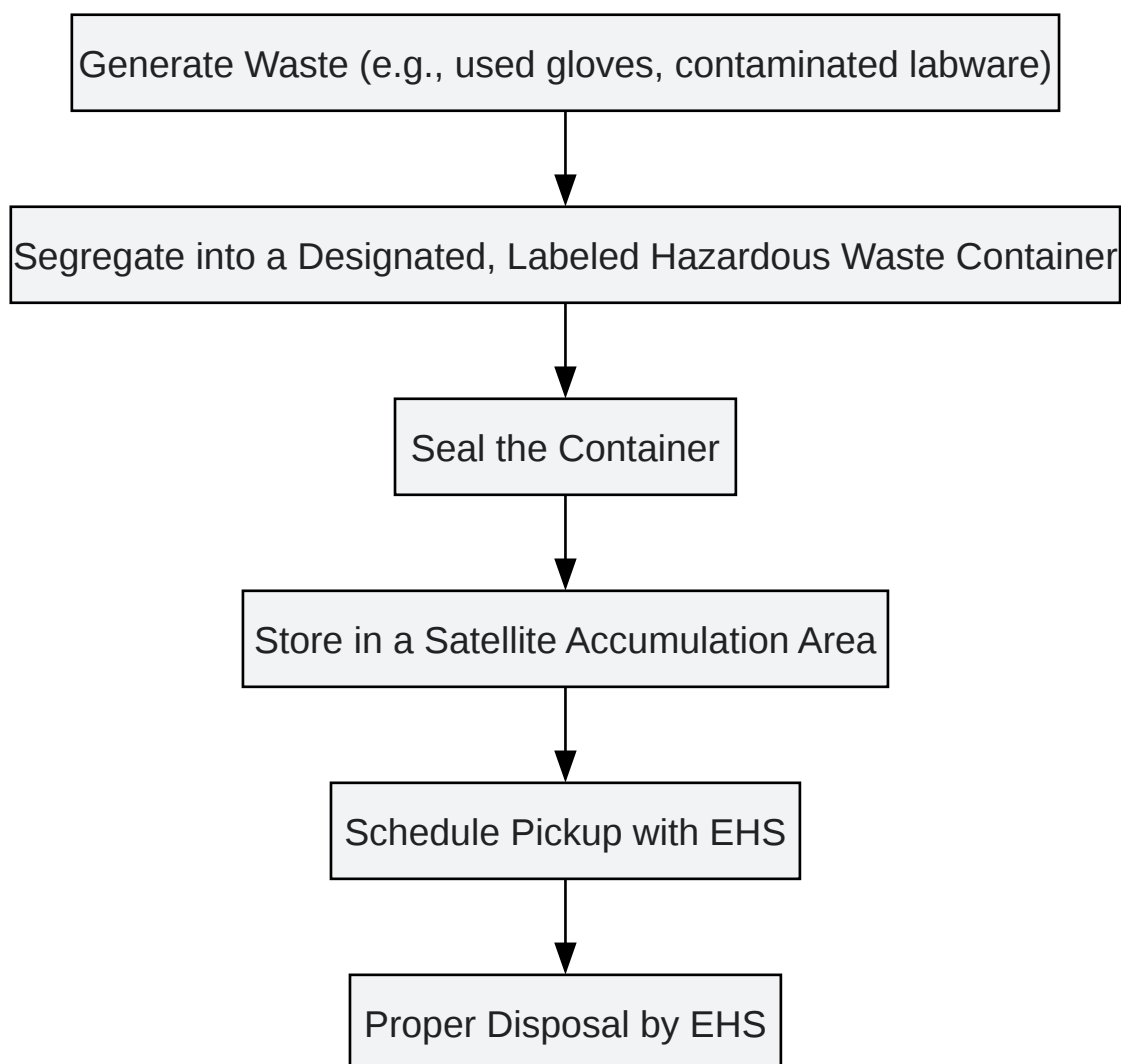 Generate Waste (e.g., used gloves, contaminated labware)
Segregate into a Designated, Labeled Hazardous Waste Container
Seal the Container
Store in a Satellite Accumulation Area
Schedule Pickup with EHS
Proper Disposal by EHS